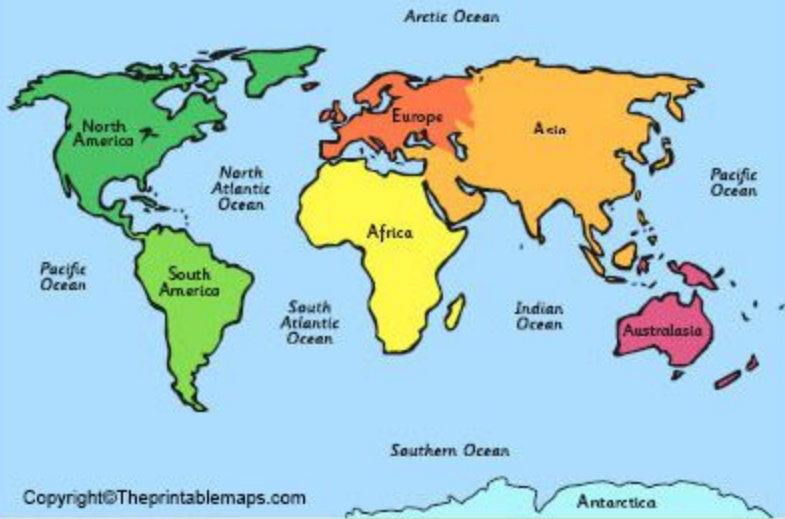 Arctic Ocean
North
America
Europe
Asia
North
Atlantic
Ocean
Pacific
Ocean
Africa
Pacific
Ocean
South
America
South
Atlantic
Ocean
Indian
Ocean
Australasia
Southern Ocean
Copyright©Theprintablemaps.com
Antarctica